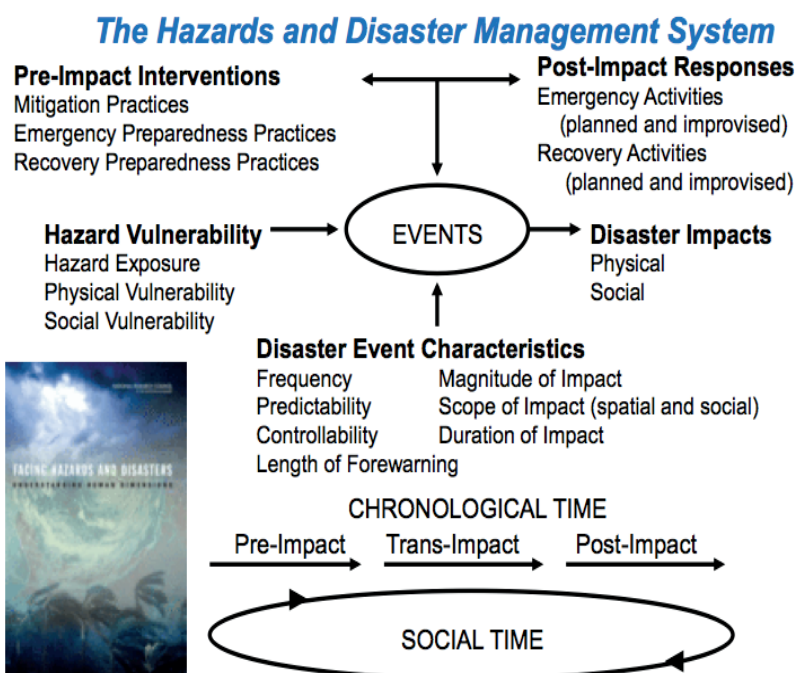 The Hazards and Disaster Management System
Pre-Impact Interventions
Mitigation Practices
Emergency Preparedness Practices
Recovery Preparedness Practices
Post-Impact Responses
Emergency Activities
(planned and improvised)
Recovery Activities
(planned and improvised)
Hazard Vulnerability
Hazard Exposure
Physical Vulnerability
Social Vulnerability
EVENTS
Disaster Impacts
Physical
Social
Disaster Event Characteristics
Frequency
Predictability
Controllability
Length of Forewarning
Magnitude of Impact
Scope of Impact (spatial and social)
Duration of Impact
FACING HAZARDS AND DISASTERS
UNDERSTANDING HUMAN DIMENSIONS
CHRONOLOGICAL TIME
Pre-Impact Trans-Impact Post-Impact
SOCIAL TIME